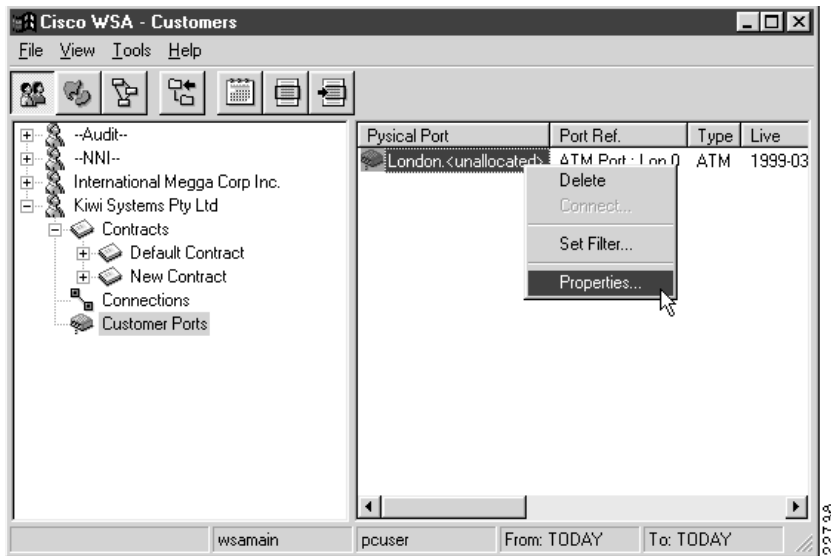 Cisco WSA - Customers
File View Tools Help
--Audit--
--NNI--
International Megga Corp Inc.
Kiwi Systems Pty Ltd
Contracts
Default Contract
New Contract
Connections
Customer Ports
Pysical Port Port Ref. Type Live
London.<unallocated> ATM Port : Lon 0 ATM 1999-03
Delete
Connect...
Set Filter...
Properties...
wsamain pcuser From: TODAY To: TODAY